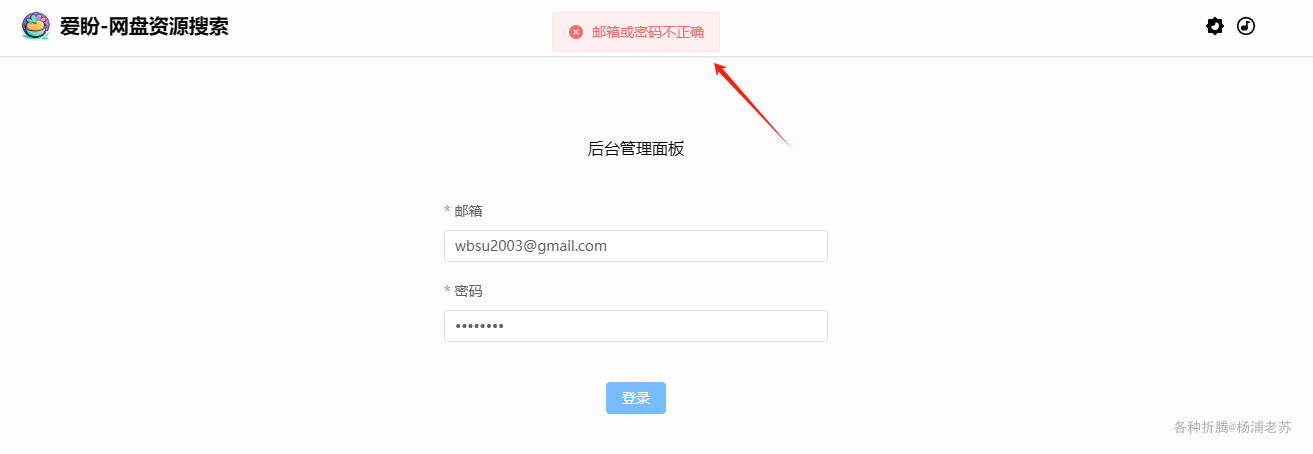 爱盼-网盘资源搜索
邮箱或密码不正确
后台管理面板
* 邮箱
wbsu2003@gmail.com
* 密码
••••••••
登录
各种折腾@杨浦老苏